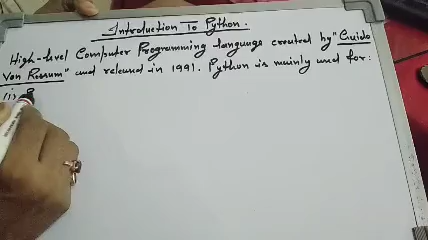 Introduction To Python.
High-level Computer Programming language created by "Guido
Van Rossum" and released in 1991. Python is mainly used for:
(i)